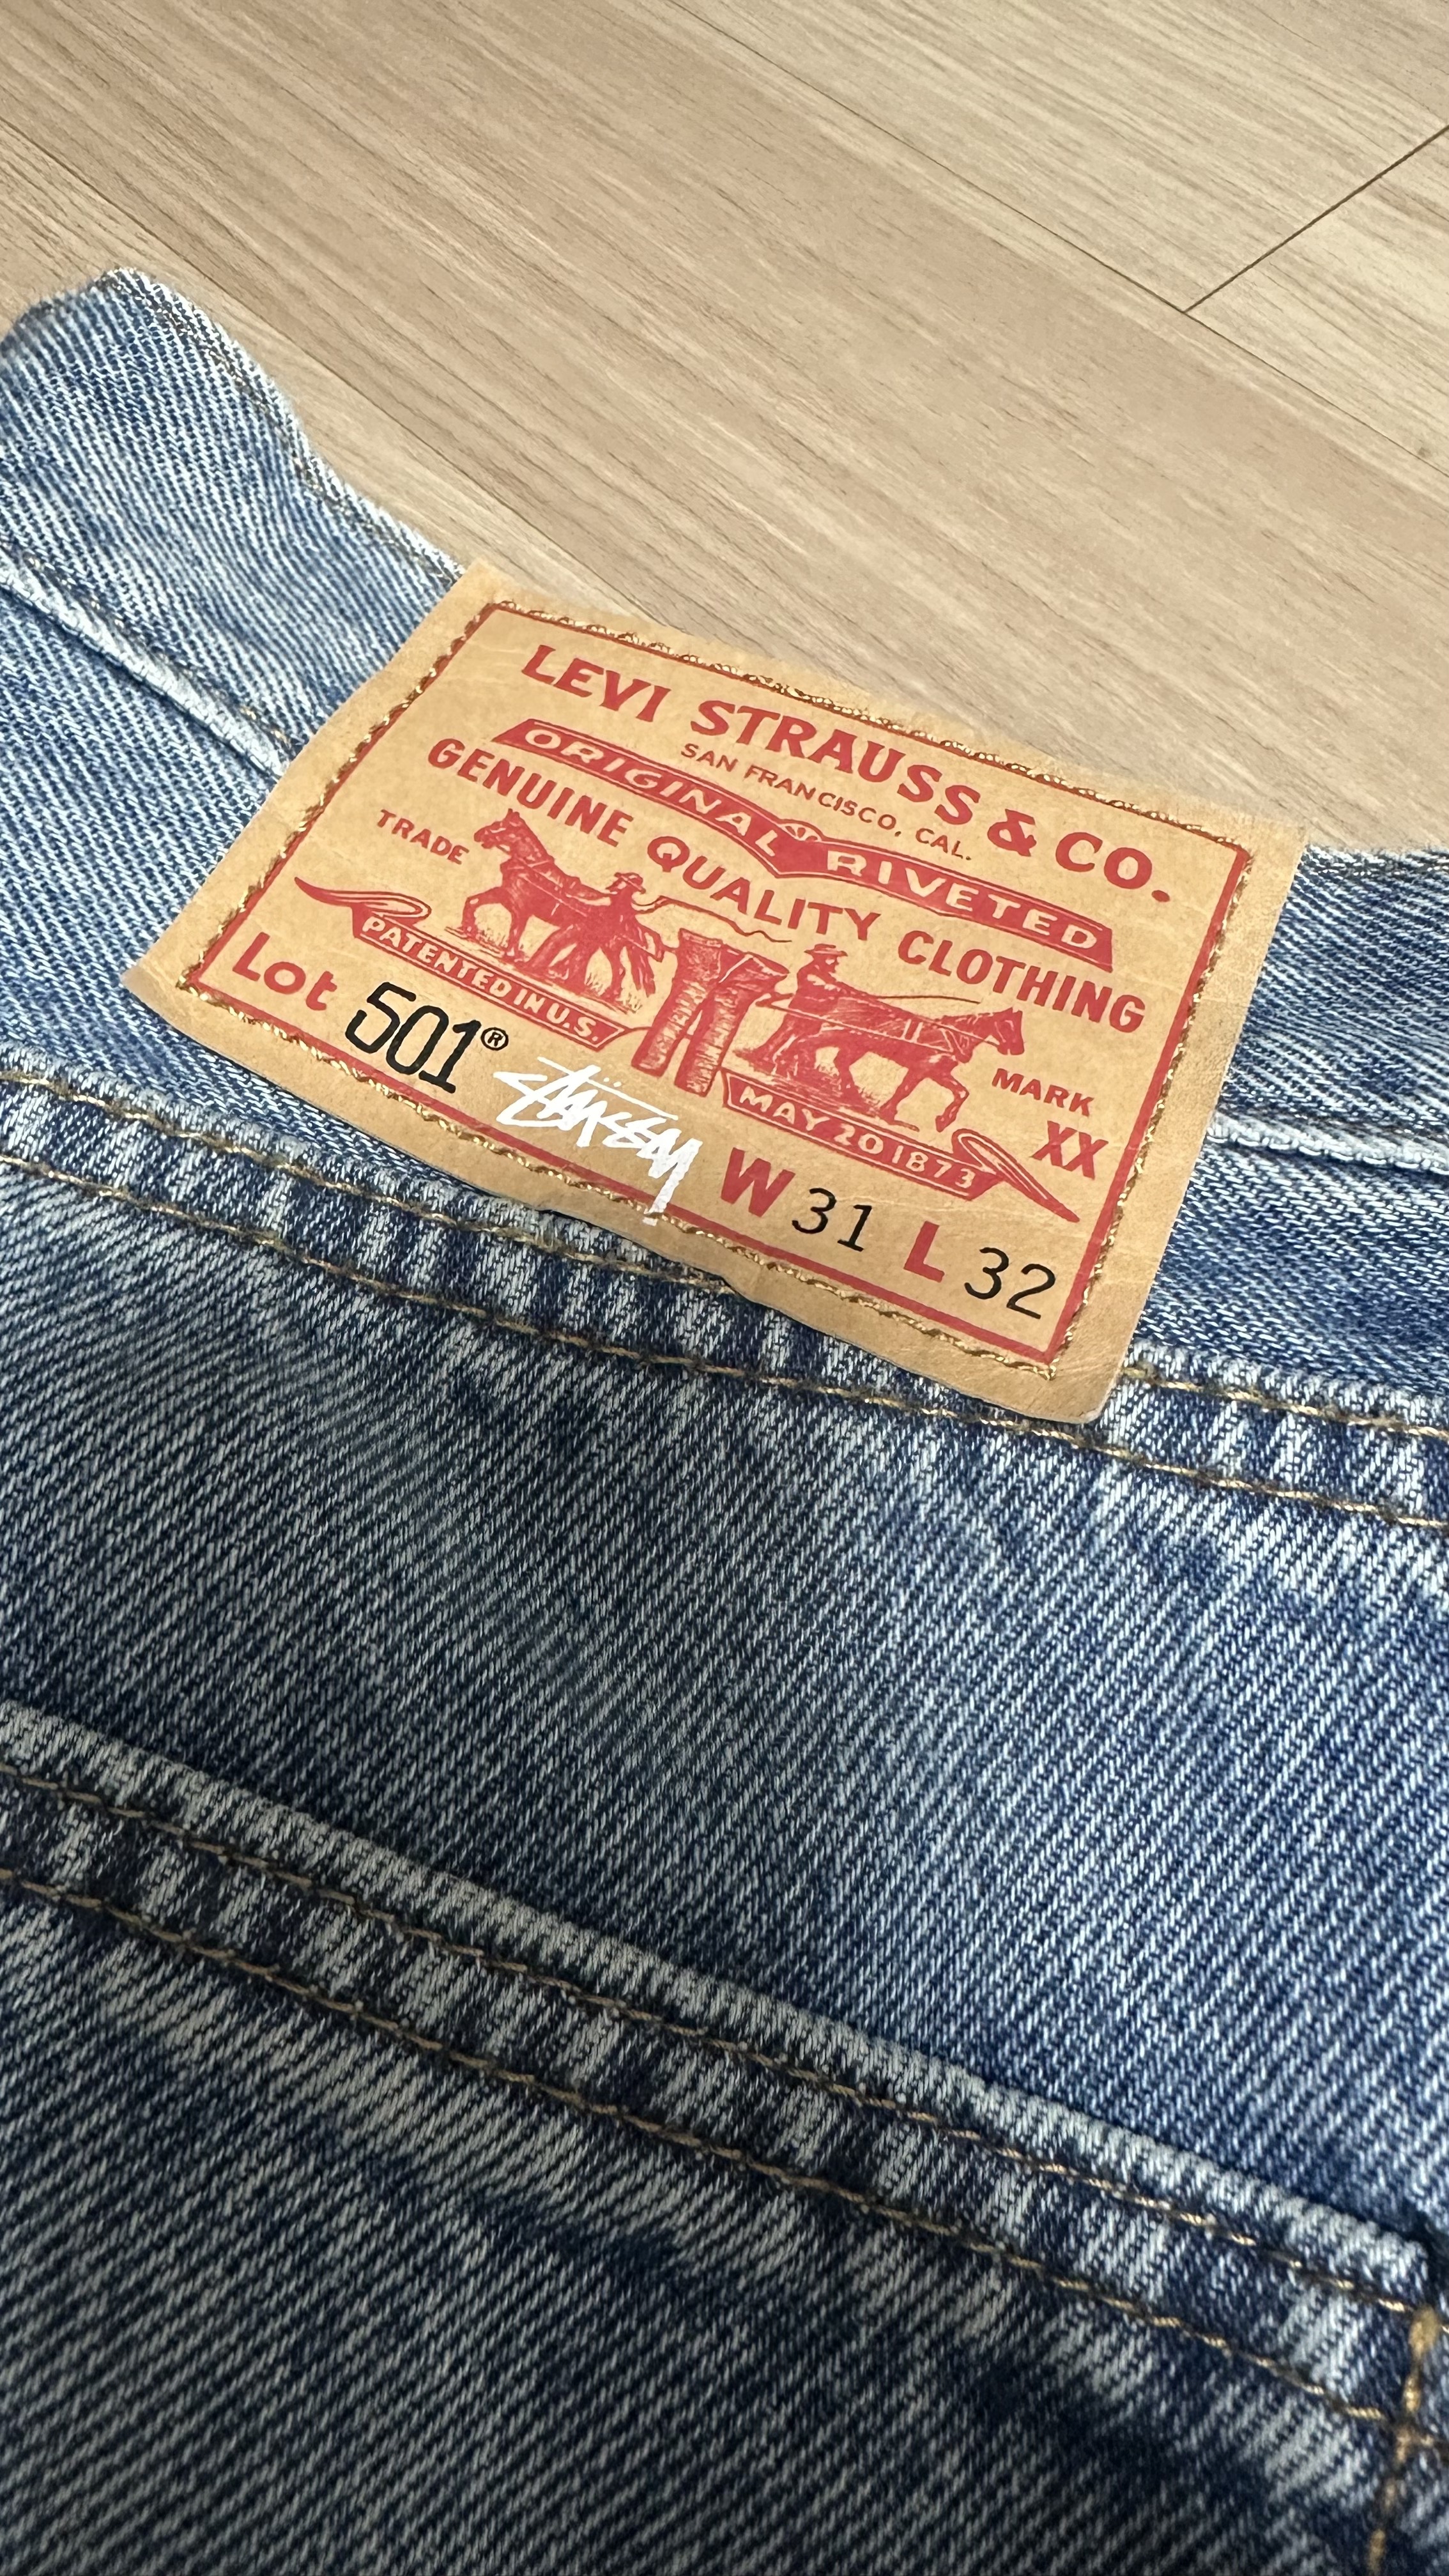 LEVI STRAUSS & CO.
SAN FRANCISCO, CAL.
ORIGINAL RIVETED
GENUINE QUALITY CLOTHING
TRADE MARK
PATENTED IN U.S. MAY 20 1873
XX
Lot 501® Stüssy W 31 L 32